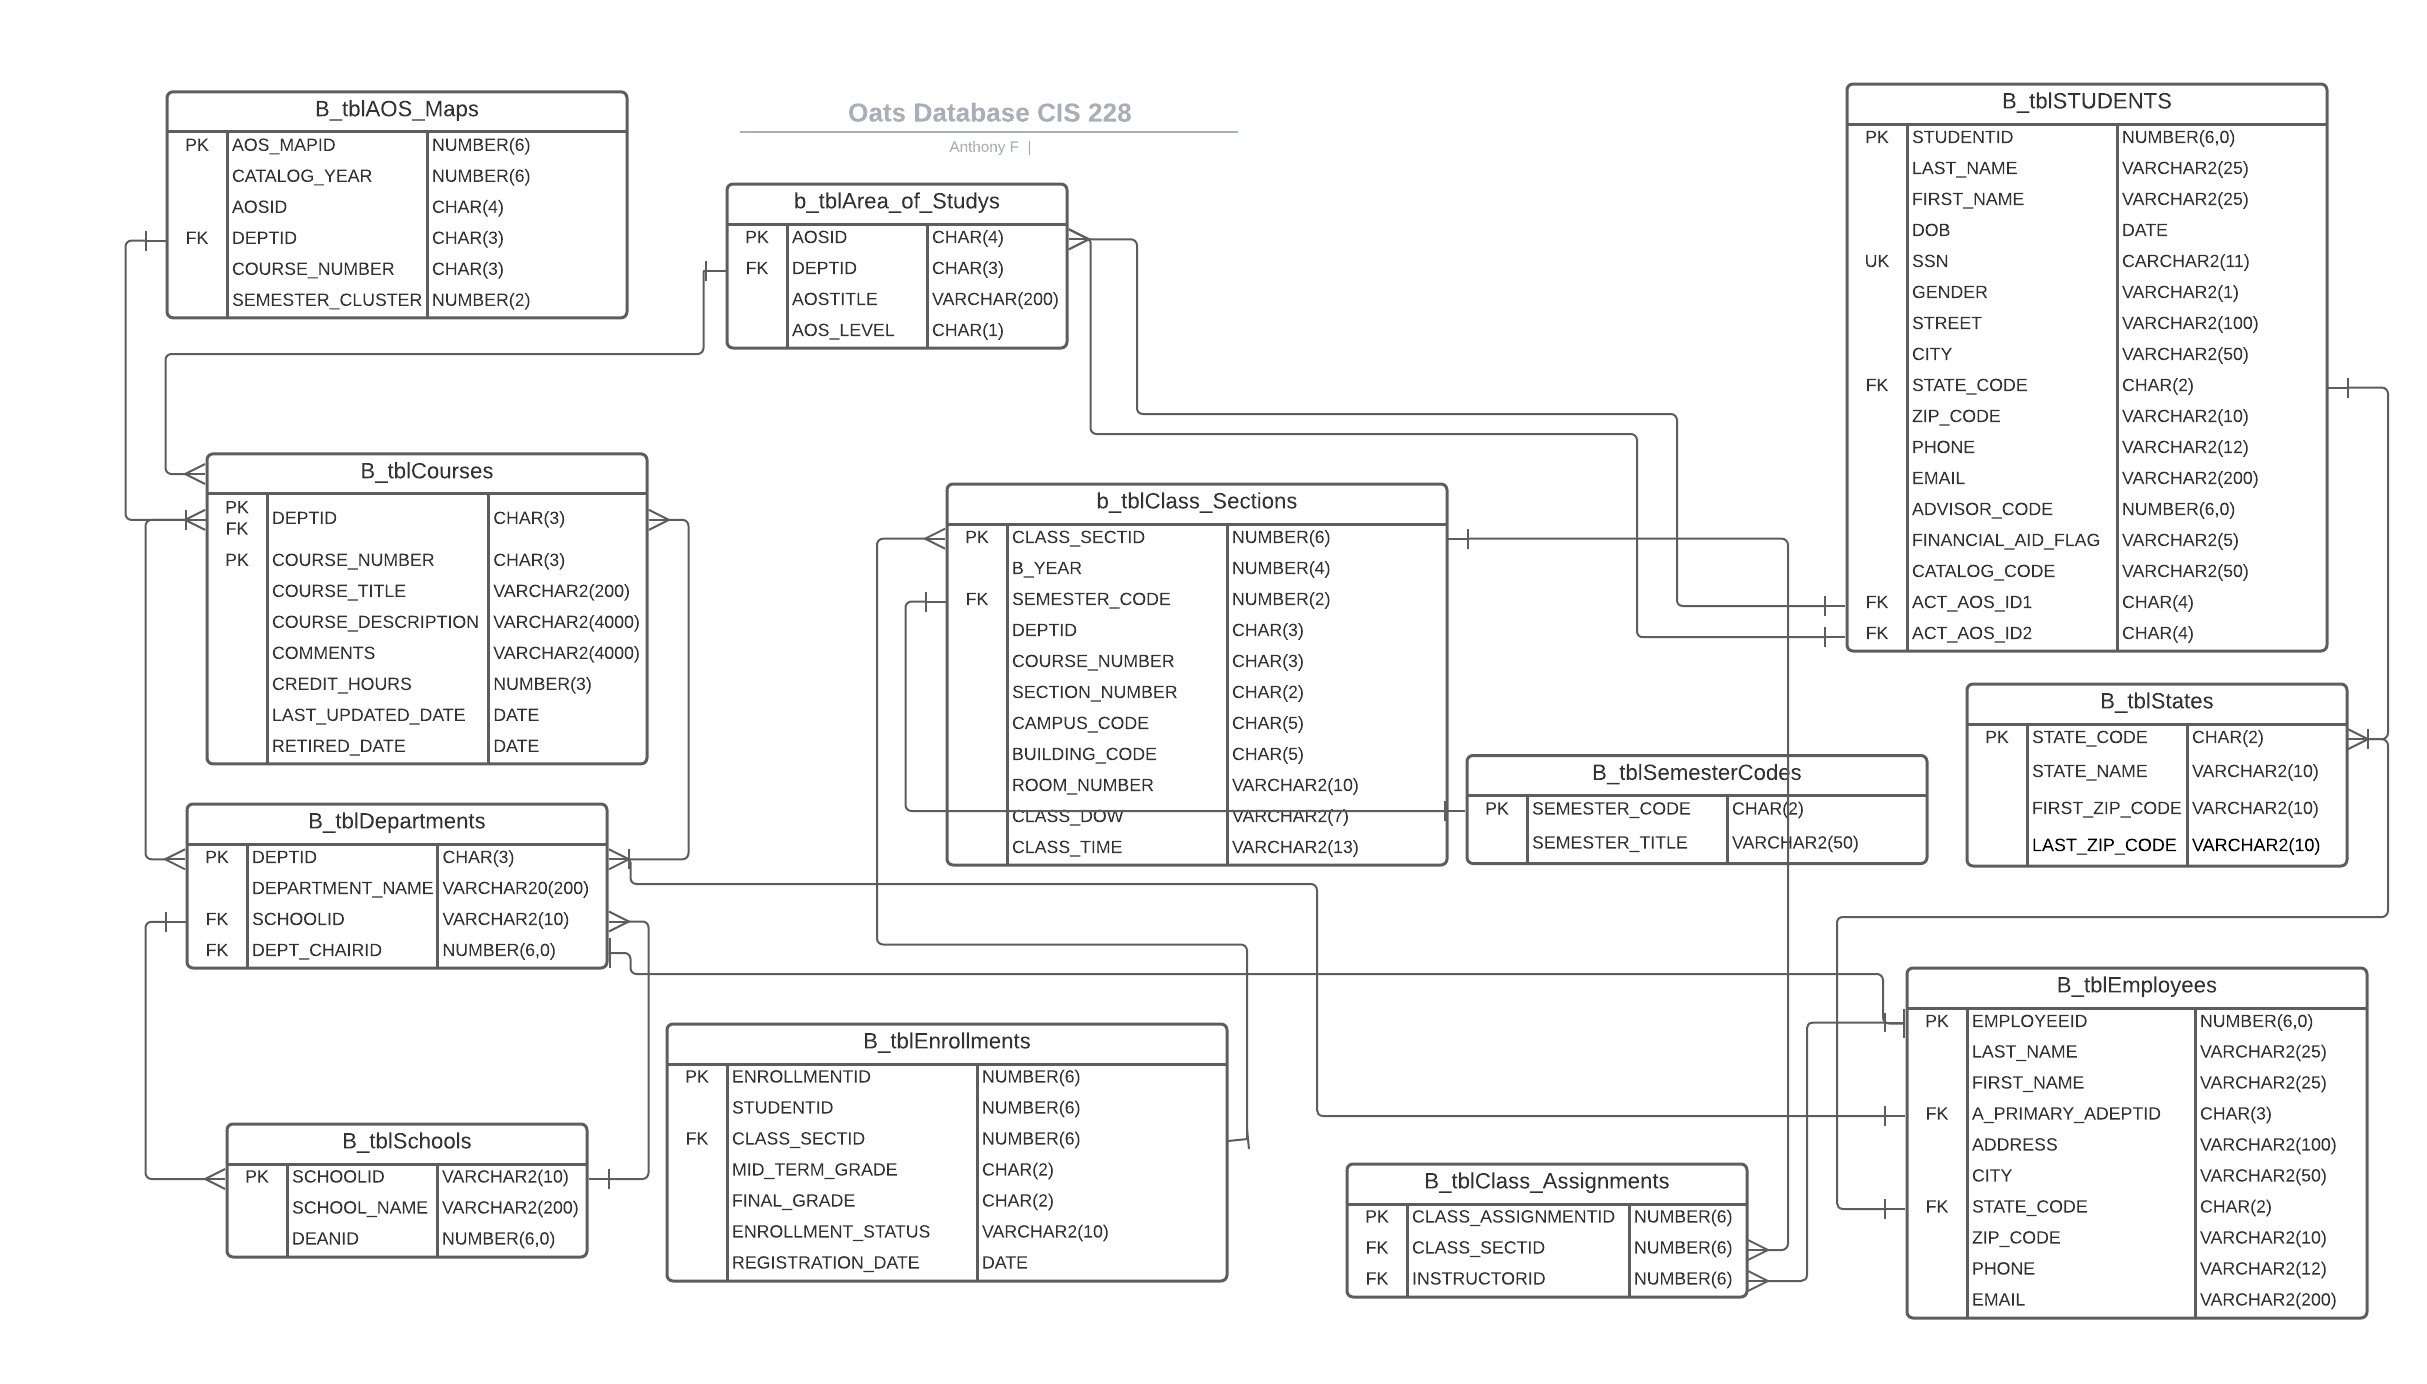 Oats Database CIS 228
Anthony F |
B_tblAOS_Maps
PK AOS_MAPID NUMBER(6)
CATALOG_YEAR NUMBER(6)
AOSID CHAR(4)
FK DEPTID CHAR(3)
COURSE_NUMBER CHAR(3)
SEMESTER_CLUSTER NUMBER(2)
b_tblArea_of_Studys
PK AOSID CHAR(4)
FK DEPTID CHAR(3)
AOSTITLE VARCHAR(200)
AOS_LEVEL CHAR(1)
B_tblSTUDENTS
PK STUDENTID NUMBER(6,0)
LAST_NAME VARCHAR2(25)
FIRST_NAME VARCHAR2(25)
DOB DATE
UK SSN CARCHAR2(11)
GENDER VARCHAR2(1)
STREET VARCHAR2(100)
CITY VARCHAR2(50)
FK STATE_CODE CHAR(2)
ZIP_CODE VARCHAR2(10)
PHONE VARCHAR2(12)
EMAIL VARCHAR2(200)
ADVISOR_CODE NUMBER(6,0)
FINANCIAL_AID_FLAG VARCHAR2(5)
CATALOG_CODE VARCHAR2(50)
FK ACT_AOS_ID1 CHAR(4)
FK ACT_AOS_ID2 CHAR(4)
B_tblCourses
PK
FK DEPTID CHAR(3)
PK COURSE_NUMBER CHAR(3)
COURSE_TITLE VARCHAR2(200)
COURSE_DESCRIPTION VARCHAR2(4000)
COMMENTS VARCHAR2(4000)
CREDIT_HOURS NUMBER(3)
LAST_UPDATED_DATE DATE
RETIRED_DATE DATE
b_tblClass_Sections
PK CLASS_SECTID NUMBER(6)
B_YEAR NUMBER(4)
FK SEMESTER_CODE NUMBER(2)
DEPTID CHAR(3)
COURSE_NUMBER CHAR(3)
SECTION_NUMBER CHAR(2)
CAMPUS_CODE CHAR(5)
BUILDING_CODE CHAR(5)
ROOM_NUMBER VARCHAR2(10)
CLASS_DOW VARCHAR2(7)
CLASS_TIME VARCHAR2(13)
B_tblSemesterCodes
PK SEMESTER_CODE CHAR(2)
SEMESTER_TITLE VARCHAR2(50)
B_tblStates
PK STATE_CODE CHAR(2)
STATE_NAME VARCHAR2(10)
FIRST_ZIP_CODE VARCHAR2(10)
LAST_ZIP_CODE VARCHAR2(10)
B_tblDepartments
PK DEPTID CHAR(3)
DEPARTMENT_NAME VARCHAR20(200)
FK SCHOOLID VARCHAR2(10)
FK DEPT_CHAIRID NUMBER(6,0)
B_tblSchools
PK SCHOOLID VARCHAR2(10)
SCHOOL_NAME VARCHAR2(200)
DEANID NUMBER(6,0)
B_tblEnrollments
PK ENROLLMENTID NUMBER(6)
STUDENTID NUMBER(6)
FK CLASS_SECTID NUMBER(6)
MID_TERM_GRADE CHAR(2)
FINAL_GRADE CHAR(2)
ENROLLMENT_STATUS VARCHAR2(10)
REGISTRATION_DATE DATE
B_tblClass_Assignments
PK CLASS_ASSIGNMENTID NUMBER(6)
FK CLASS_SECTID NUMBER(6)
FK INSTRUCTORID NUMBER(6)
B_tblEmployees
PK EMPLOYEEID NUMBER(6,0)
LAST_NAME VARCHAR2(25)
FIRST_NAME VARCHAR2(25)
FK A_PRIMARY_ADEPTID CHAR(3)
ADDRESS VARCHAR2(100)
CITY VARCHAR2(50)
FK STATE_CODE CHAR(2)
ZIP_CODE VARCHAR2(10)
PHONE VARCHAR2(12)
EMAIL VARCHAR2(200)